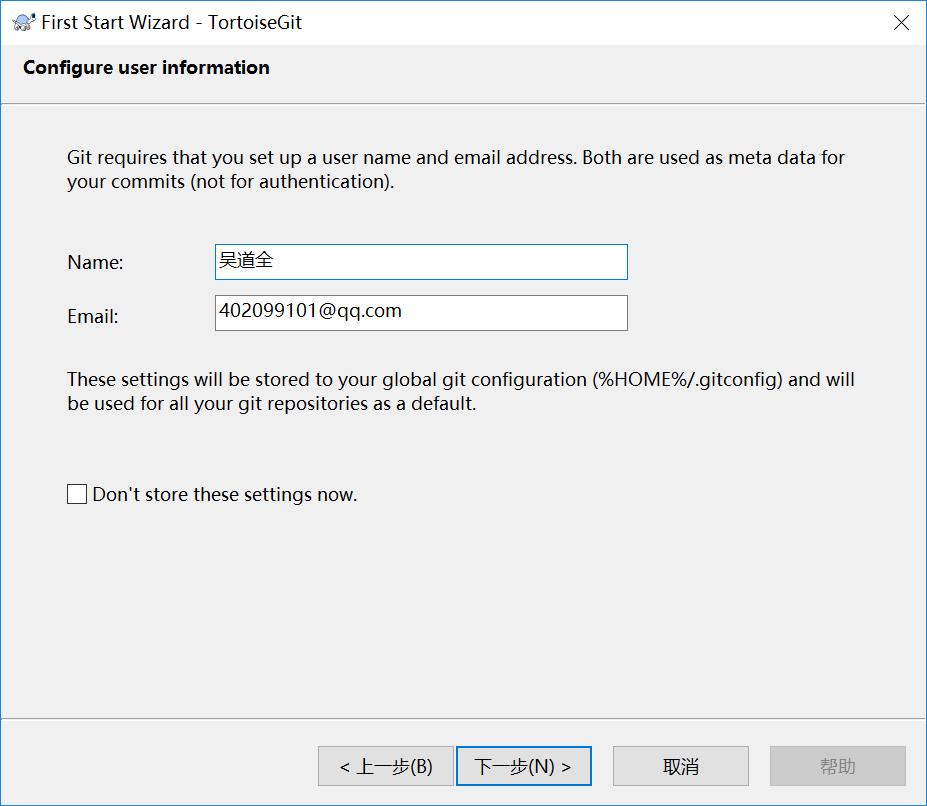 First Start Wizard - TortoiseGit
Configure user information
Git requires that you set up a user name and email address. Both are used as meta data for
your commits (not for authentication).
Name: 吴道全
Email: 402099101@qq.com
These settings will be stored to your global git configuration (%HOME%/.gitconfig) and will
be used for all your git repositories as a default.
Don't store these settings now.
< 上一步(B) 下一步(N) > 取消 帮助